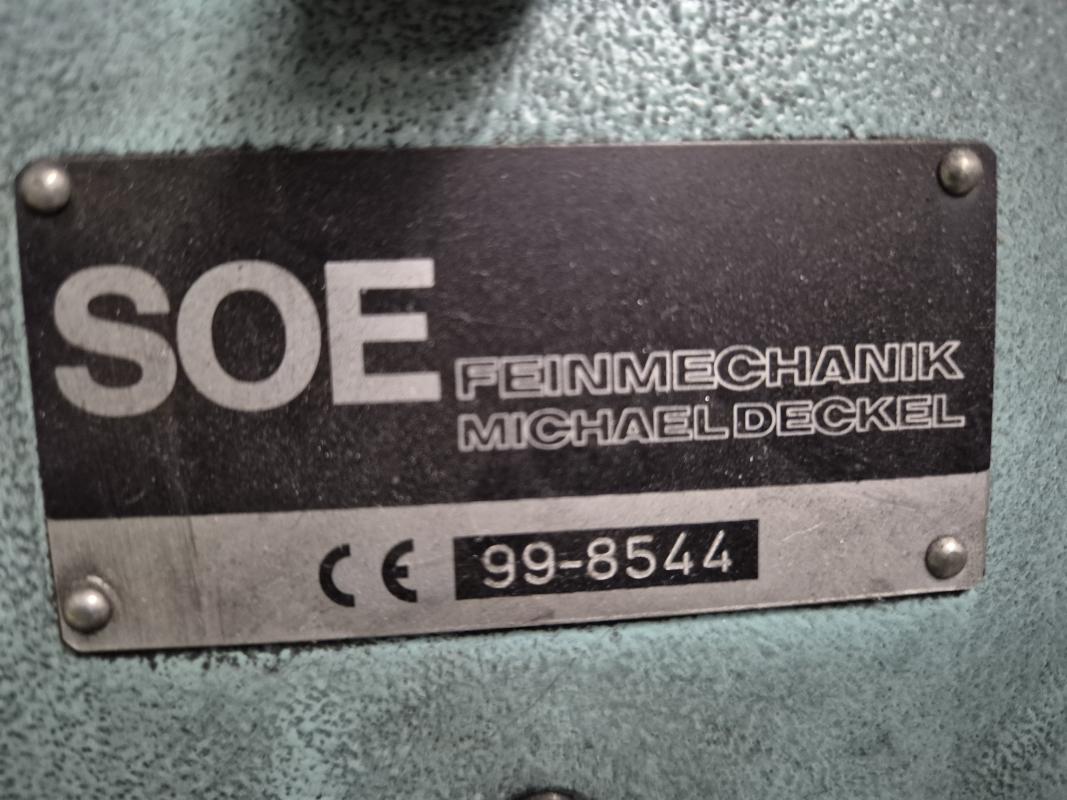 SOE FEINMECHANIK
MICHAEL DECKEL
CE 99-8544